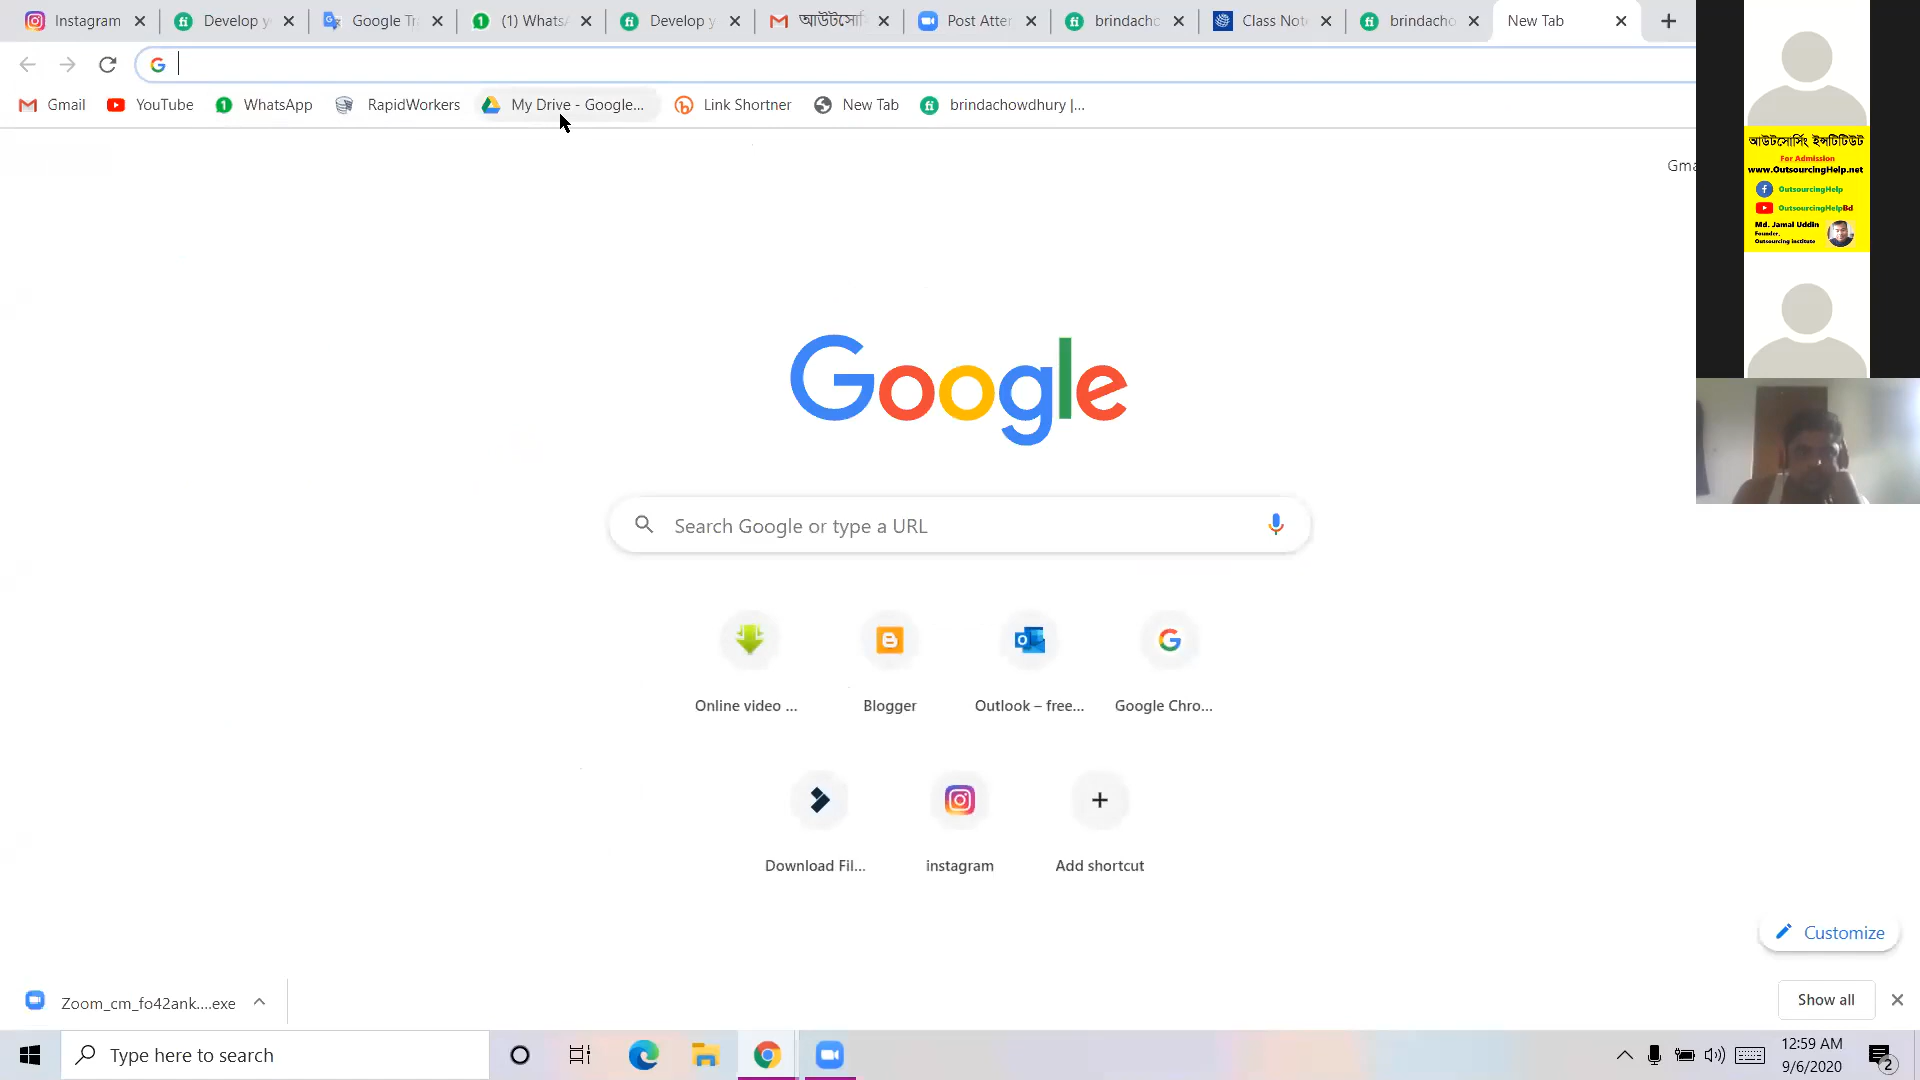 Instagram
Develop y
Google Tr
(1) Whats
Develop y
আউটসোর্সি
Post Atter
brindacho
Class Not
brindacho
New Tab
Gmail
YouTube
WhatsApp
RapidWorkers
My Drive - Google...
Link Shortner
New Tab
brindachowdhury |...
Gma
Google
Search Google or type a URL
Online video ...
Blogger
Outlook – free...
Google Chro...
Download Fil...
instagram
Add shortcut
Customize
আউটসোর্সিং ইন্সটিটিউট
For Admission
www.OutsourcingHelp.net
OutsourcingHelp
OutsourcingHelpBd
Md. Jamal Uddin
Founder,
Outsourcing institute
Zoom_cm_fo42ank....exe
Show all
Type here to search
12:59 AM
9/6/2020
2